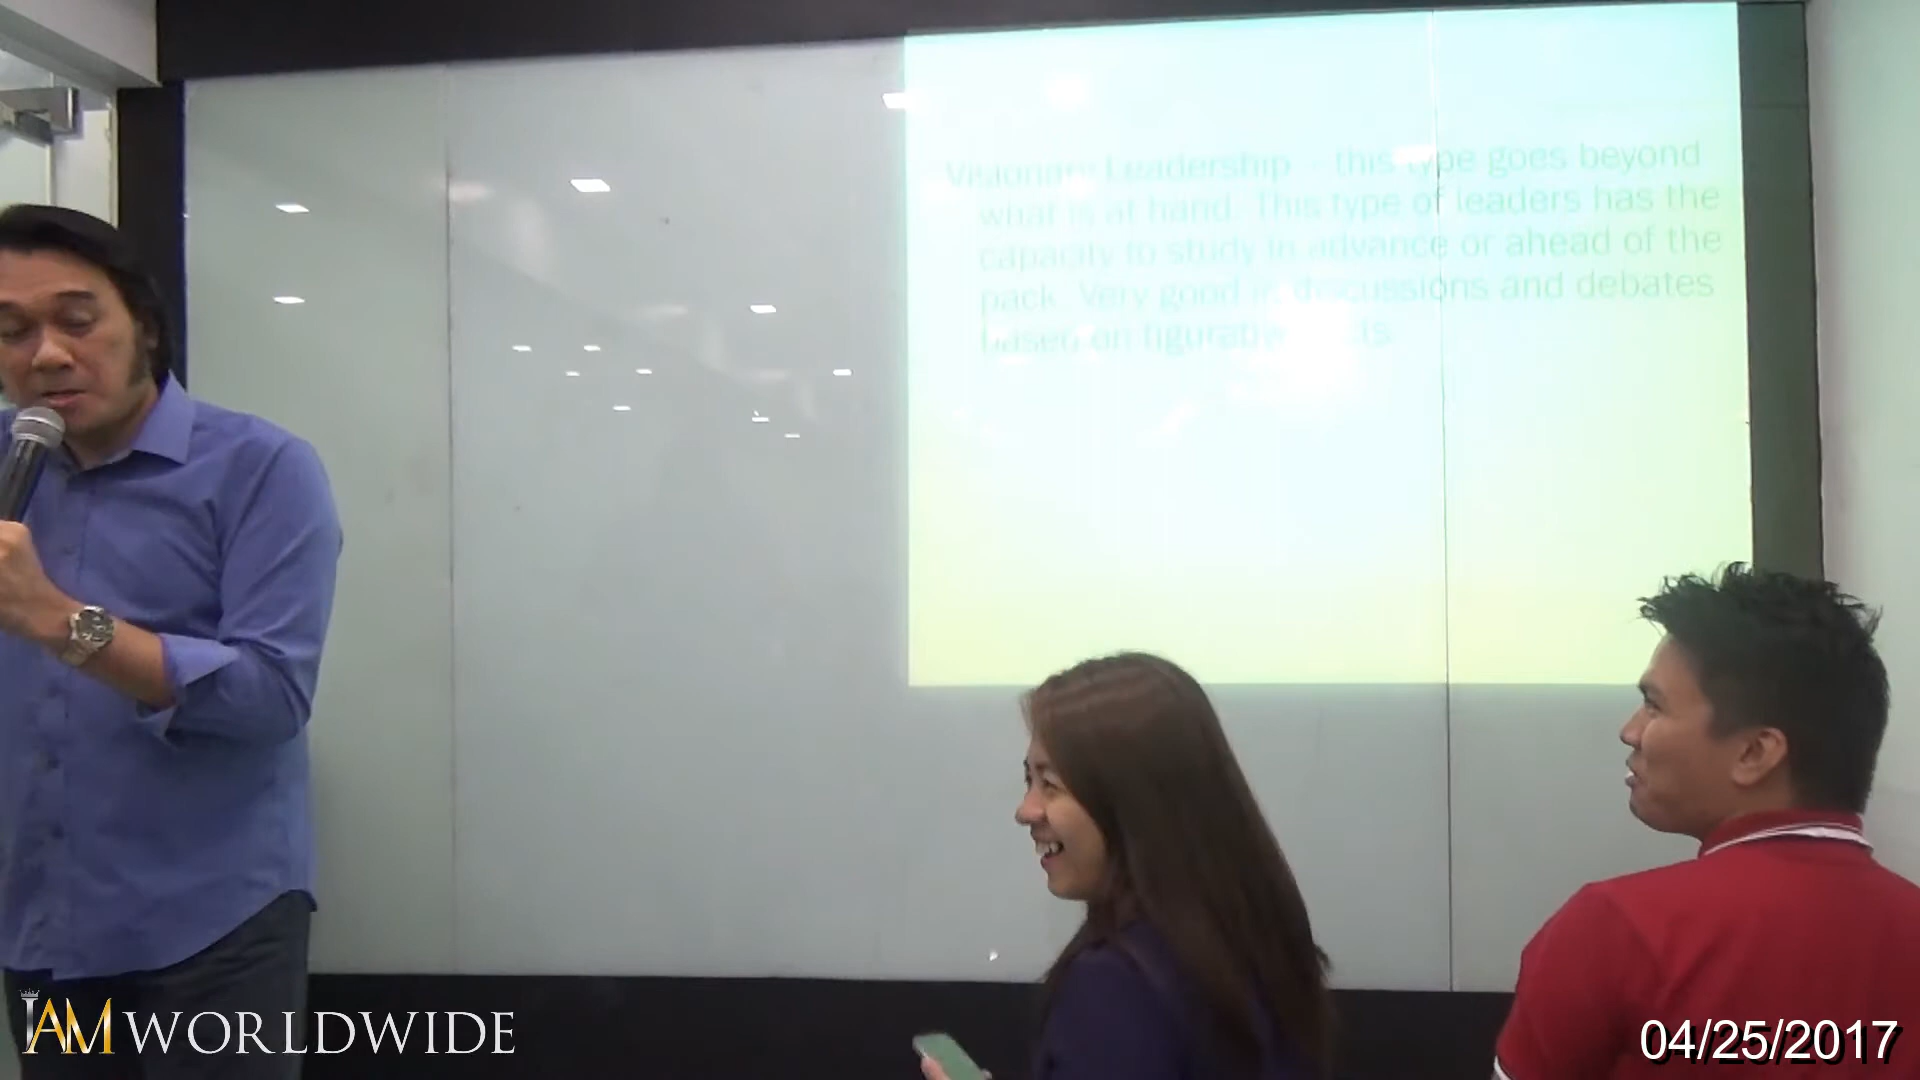 Visionary Leadership - this type goes beyond
what is at hand. This type of leaders has the
capacity to study in advance or ahead of the
pack. Very good in discussions and debates
based on figurative
IAM WORLDWIDE
04/25/2017